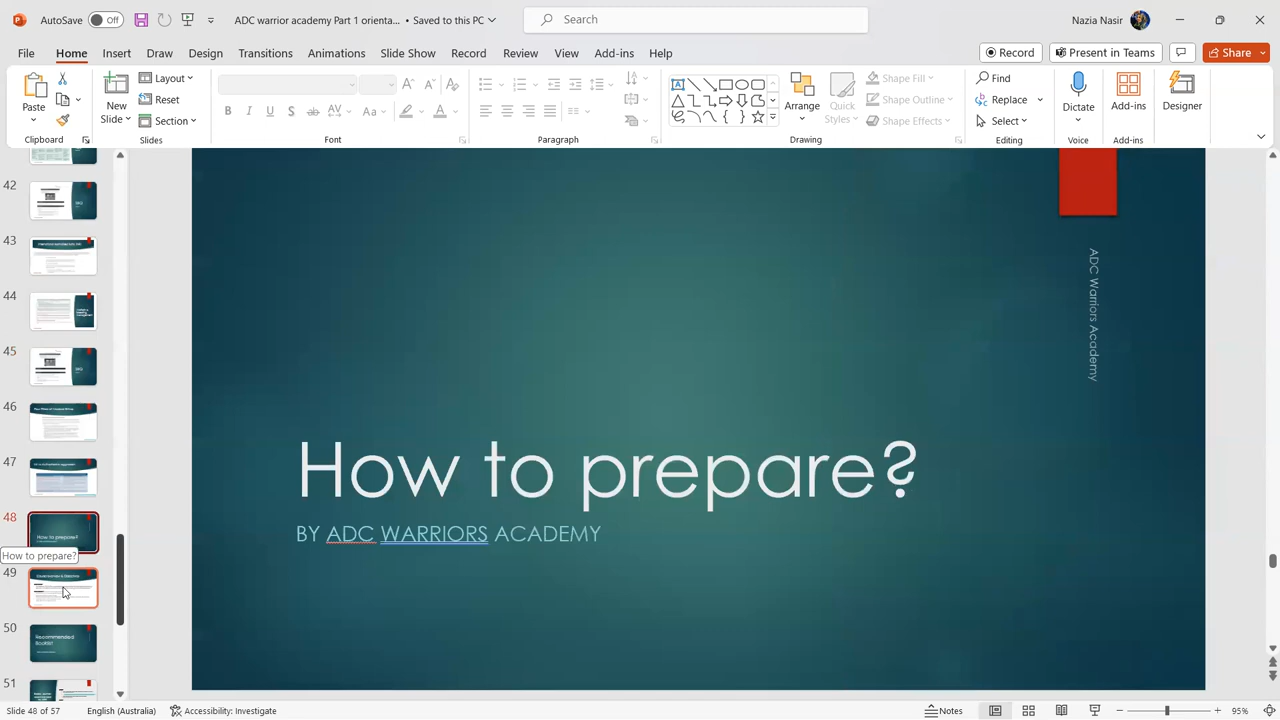 AutoSave Off ADC warrior academy Part 1 orienta... • Saved to this PC Search Nazia Nasir
File Home Insert Draw Design Transitions Animations Slide Show Record Review View Add-ins Help Record Present in Teams Share
Paste New Slide Layout Reset Section Find Replace Select Arrange Quick Styles Shape Fill Shape Outline Shape Effects Dictate Add-ins Designer
Clipboard Slides Font Paragraph Drawing Editing Voice Add-ins
42
43
44
45
46
47
48
How to prepare?
How to prepare?
49
50
Recommended
51
ADC Warriors Academy
How to prepare?
BY ADC WARRIORS ACADEMY
Slide 48 of 57 English (Australia) Accessibility: Investigate Notes 95%